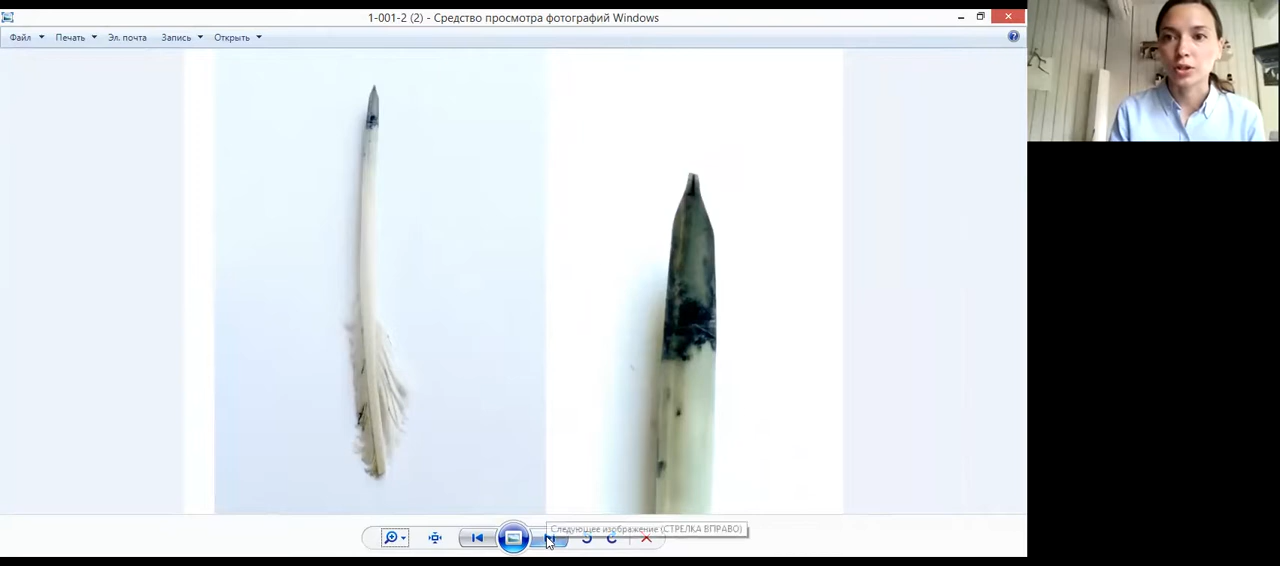 1-001-2 (2) - Средство просмотра фотографий Windows
Файл Печать Эл. почта Запись Открыть
Следующее изображение (СТРЕЛКА ВПРАВО)